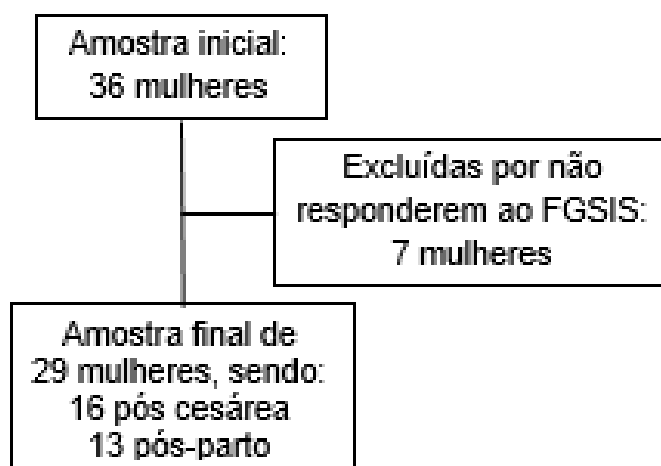 Amostra inicial:
36 mulheres
Excluídas por não
responderem ao FGSIS:
7 mulheres
Amostra final de
29 mulheres, sendo:
16 pós cesárea
13 pós-parto